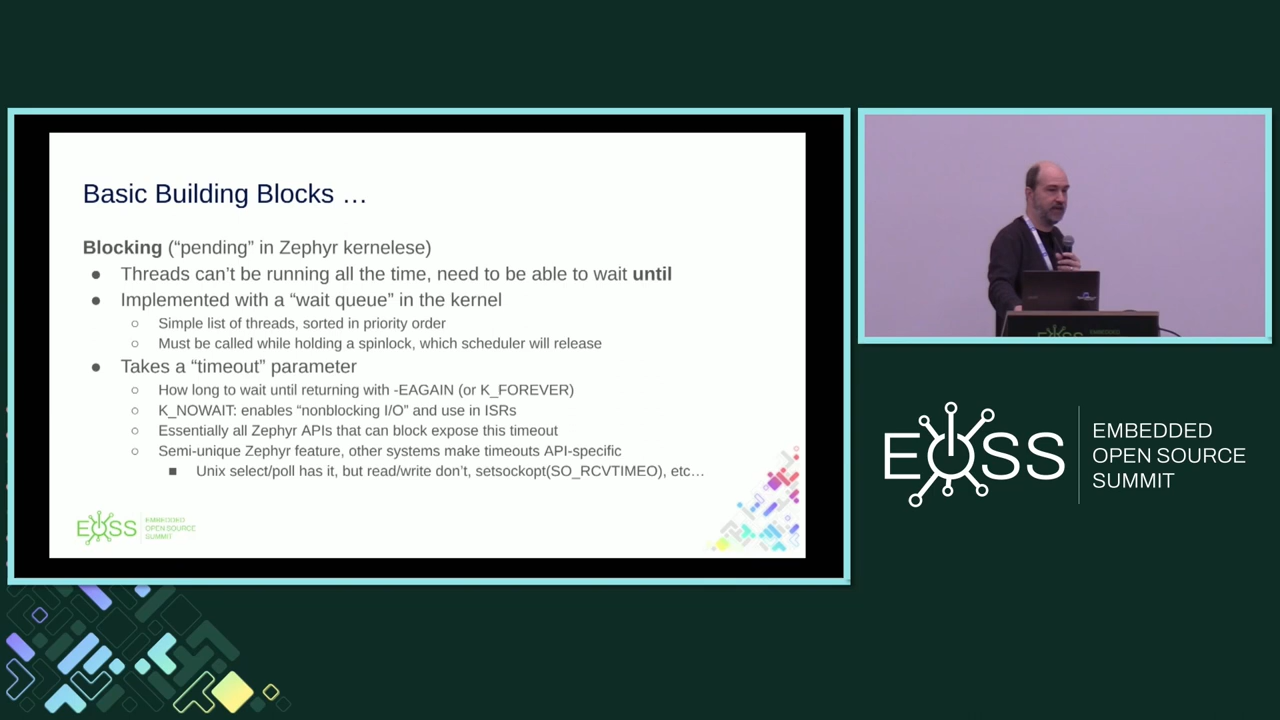 Basic Building Blocks …
Blocking (“pending” in Zephyr kernelese)
● Threads can’t be running all the time, need to be able to wait until
● Implemented with a “wait queue” in the kernel
○ Simple list of threads, sorted in priority order
○ Must be called while holding a spinlock, which scheduler will release
● Takes a “timeout” parameter
○ How long to wait until returning with -EAGAIN (or K_FOREVER)
○ K_NOWAIT: enables “nonblocking I/O” and use in ISRs
○ Essentially all Zephyr APIs that can block expose this timeout
○ Semi-unique Zephyr feature, other systems make timeouts API-specific
■ Unix select/poll has it, but read/write don’t, setsockopt(SO_RCVTIMEO), etc…
EOSS
EMBEDDED
OPEN SOURCE
SUMMIT
EOSS
EMBEDDED
OPEN SOURCE
SUMMIT